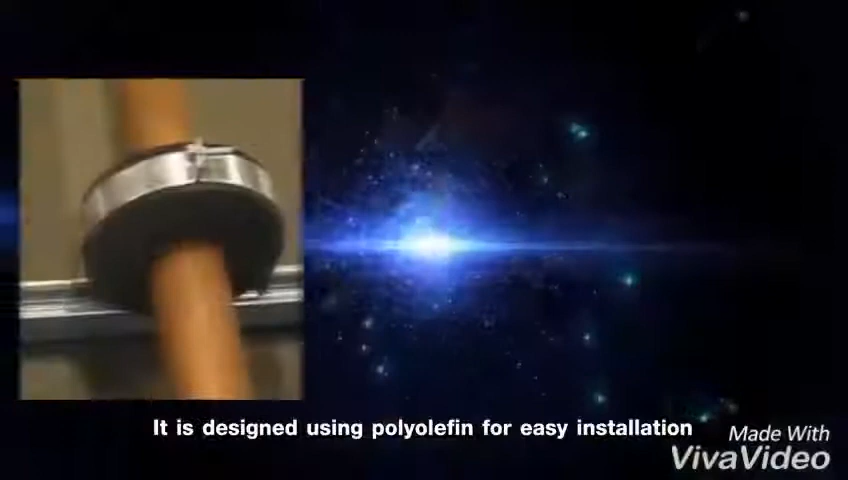 It is designed using polyolefin for easy installation
Made With
VivaVideo